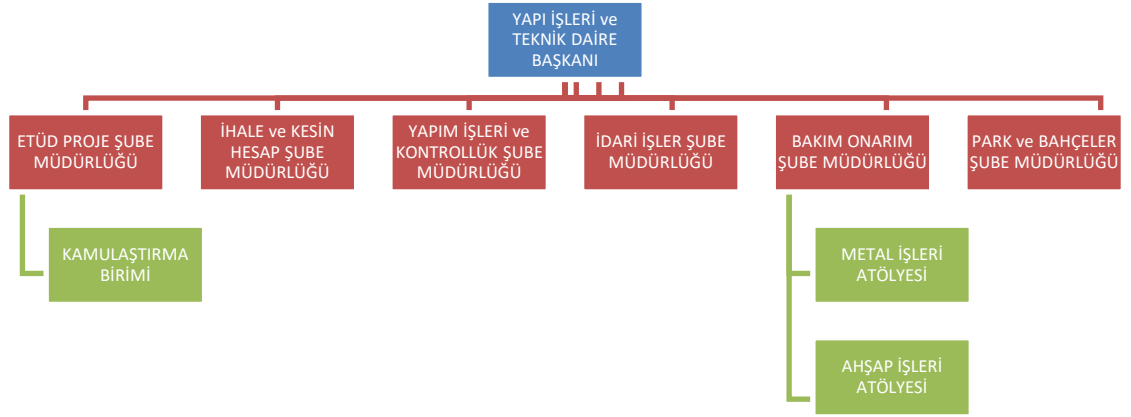 YAPI İŞLERİ ve
TEKNİK DAİRE
BAŞKANI
ETÜD PROJE ŞUBE
MÜDÜRLÜĞÜ
İHALE ve KESİN
HESAP ŞUBE
MÜDÜRLÜĞÜ
YAPIM İŞLERİ ve
KONTROLLÜK ŞUBE
MÜDÜRLÜĞÜ
İDARİ İŞLER ŞUBE
MÜDÜRLÜĞÜ
BAKIM ONARIM
ŞUBE MÜDÜRLÜĞÜ
PARK ve BAHÇELER
ŞUBE MÜDÜRLÜĞÜ
KAMULAŞTIRMA
BİRİMİ
METAL İŞLERİ
ATÖLYESİ
AHŞAP İŞLERİ
ATÖLYESİ